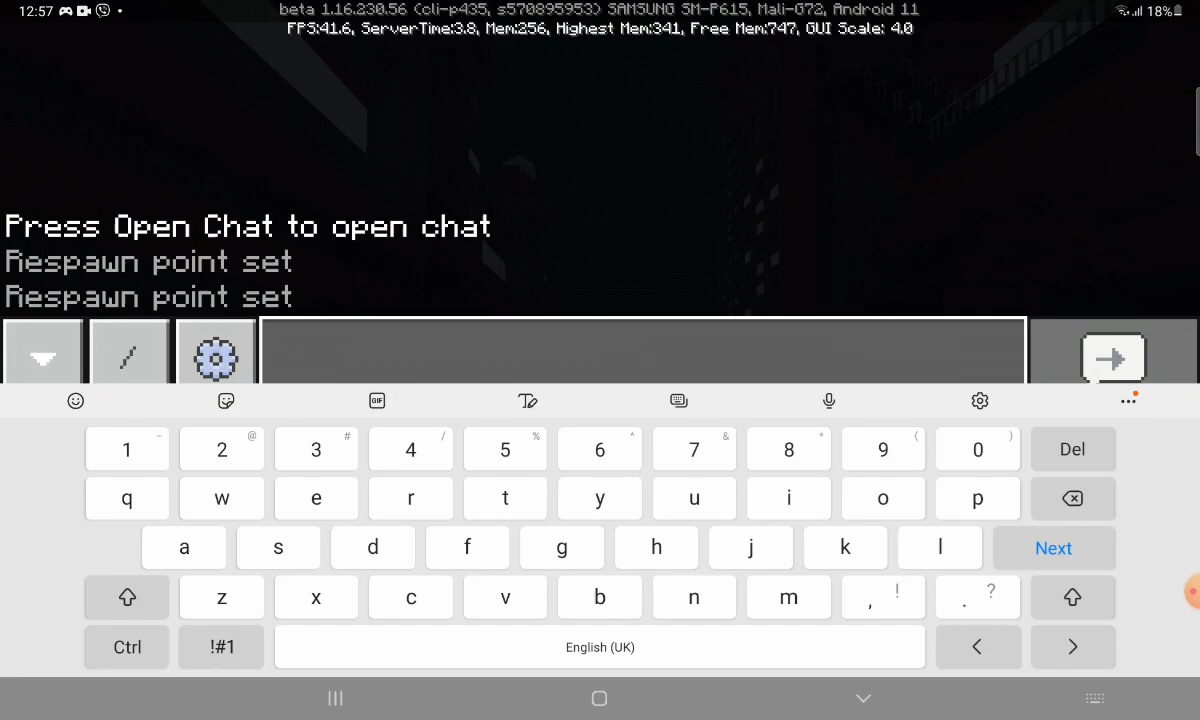 12:57
18%
beta 1.16.230.56 (cli-p435, s570895953) SAMSUNG SM-P615, Mali-G72, Android 11
FPS:41.6, ServerTime:3.8, Mem:256, Highest Mem:341, Free Mem:747, GUI Scale: 4.0
Press Open Chat to open chat
Respawn point set
Respawn point set
/
GIF
1 - 2 @ 3 # 4 / 5 % 6 ^ 7 & 8 * 9 ( 0 ) Del
q w e r t y u i o p
a s d f g h j k l Next
z x c v b n m , ! . ?
Ctrl !#1 English (UK) < >